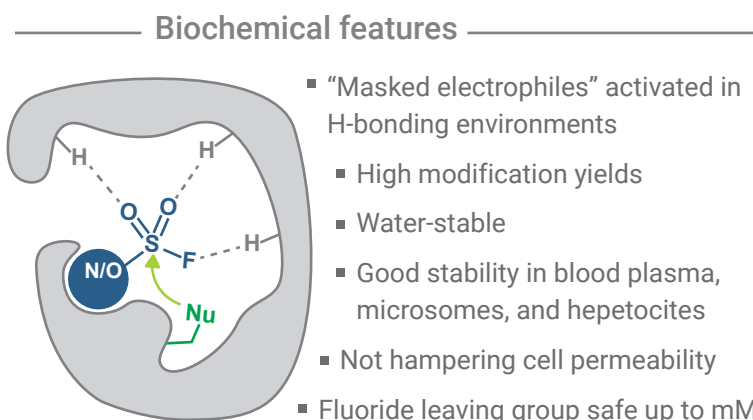 Biochemical features
▪ “Masked electrophiles” activated in
H-bonding environments
▪ High modification yields
▪ Water-stable
▪ Good stability in blood plasma,
microsomes, and hepetocites
▪ Not hampering cell permeability
▪ Fluoride leaving group safe up to mM
H
H
O
O
S
F
H
N/O
Nu